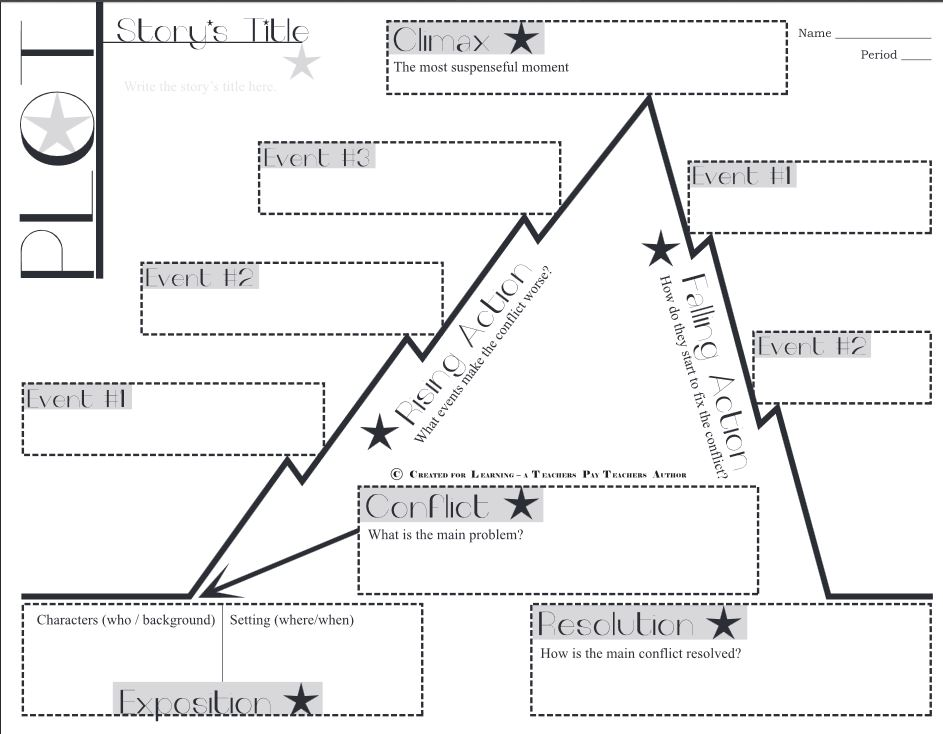 PLOT
Story's Title
Write the story's title here.
Climax
The most suspenseful moment
Name
Period
Event #3
Event #1
Event #2
Rising Action
What events make the conflict worse?
Falling Action
How do they start to fix the conflict?
Event #2
Event #1
© Created for Learning – a Teachers Pay Teachers Author
Conflict
What is the main problem?
Characters (who / background)
Setting (where/when)
Exposition
Resolution
How is the main conflict resolved?